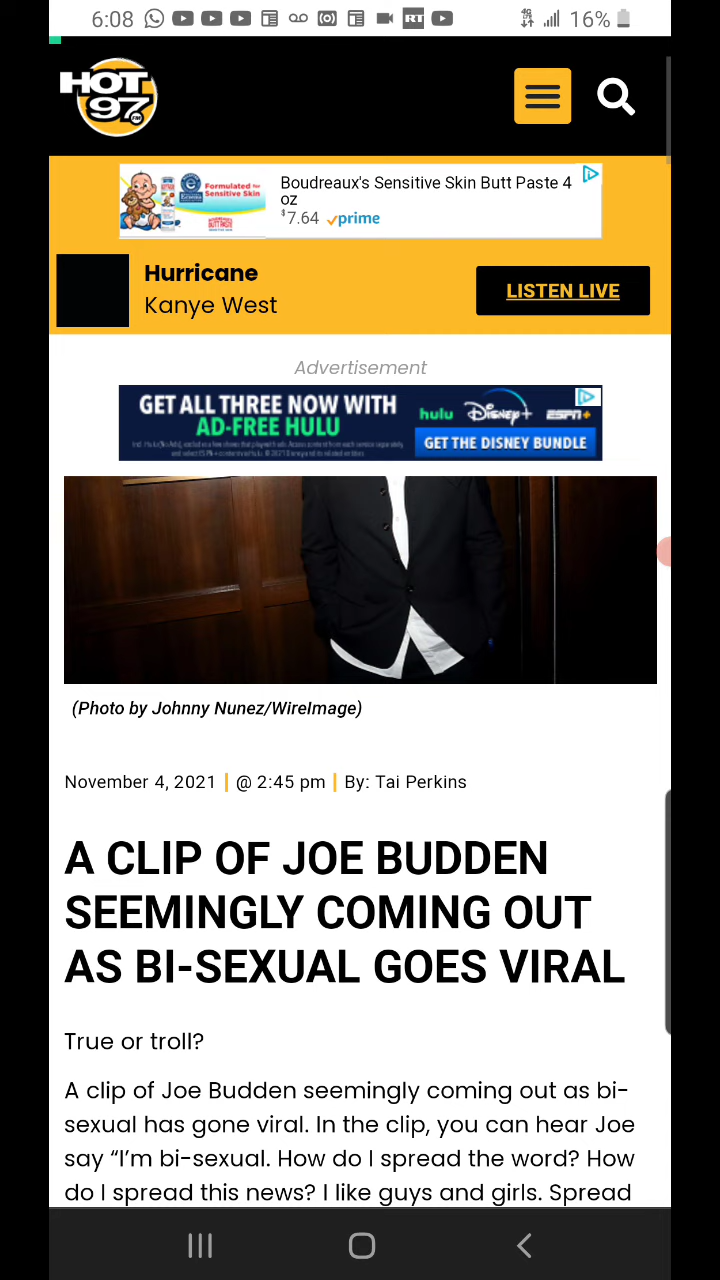 6:08 RT 4G 16%
HOT
97
Boudreaux's Sensitive Skin Butt Paste 4
oz
$7.64 prime
Formulated for
Sensitive Skin
Hurricane
Kanye West
LISTEN LIVE
Advertisement
GET ALL THREE NOW WITH
AD-FREE HULU
hulu Disney+ ESPN+
GET THE DISNEY BUNDLE
(Photo by Johnny Nunez/WireImage)
November 4, 2021 | @ 2:45 pm | By: Tai Perkins
A CLIP OF JOE BUDDEN
SEEMINGLY COMING OUT
AS BI-SEXUAL GOES VIRAL
True or troll?
A clip of Joe Budden seemingly coming out as bi-
sexual has gone viral. In the clip, you can hear Joe
say “I’m bi-sexual. How do I spread the word? How
do I spread this news? I like guys and girls. Spread